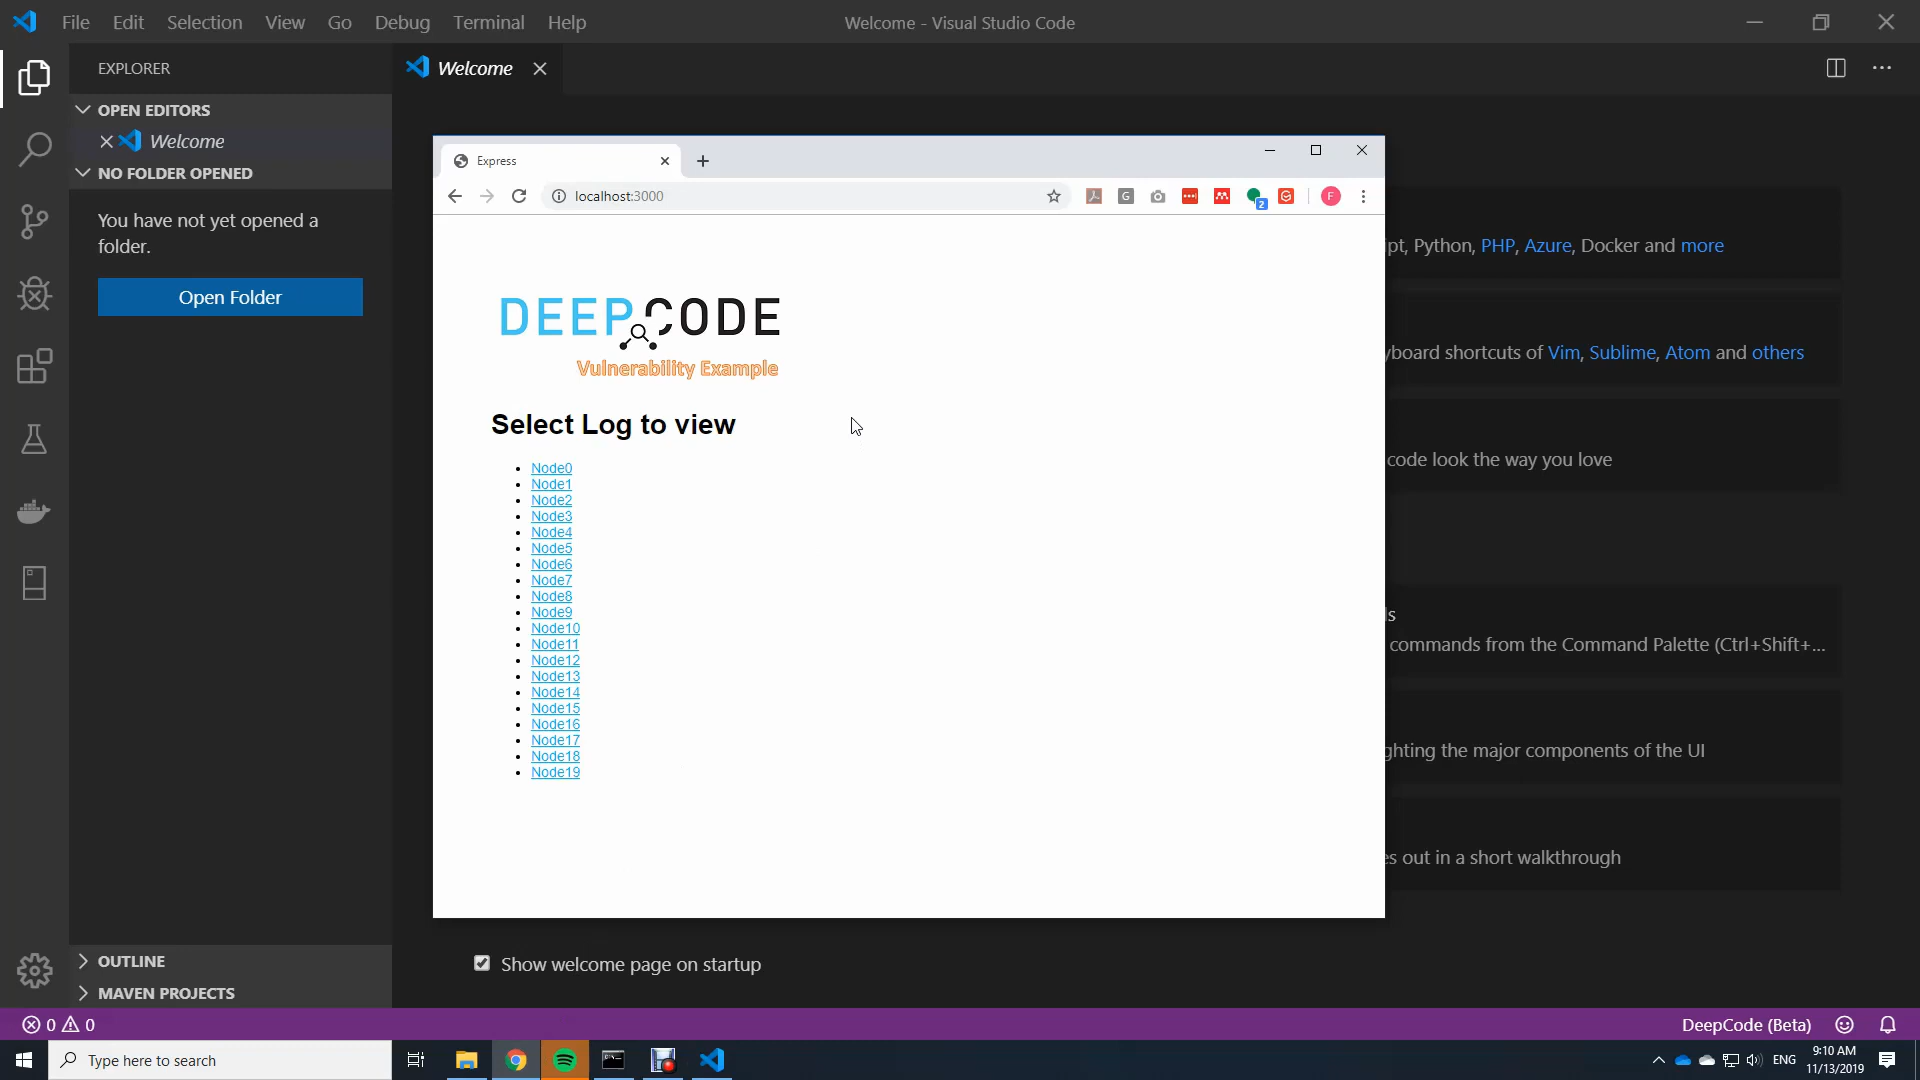 File Edit Selection View Go Debug Terminal Help
Welcome - Visual Studio Code
EXPLORER
Welcome
OPEN EDITORS
Welcome
NO FOLDER OPENED
You have not yet opened a
folder.
Open Folder
Express
localhost:3000
G
2
F
DEEPCODE
Vulnerability Example
Select Log to view
Node0
Node1
Node2
Node3
Node4
Node5
Node6
Node7
Node8
Node9
Node10
Node11
Node12
Node13
Node14
Node15
Node16
Node17
Node18
Node19
pt, Python, PHP, Azure, Docker and more
yboard shortcuts of Vim, Sublime, Atom and others
code look the way you love
ls
commands from the Command Palette (Ctrl+Shift+...
ghting the major components of the UI
es out in a short walkthrough
Show welcome page on startup
OUTLINE
MAVEN PROJECTS
0 0
DeepCode (Beta)
Type here to search
ENG
9:10 AM
11/13/2019